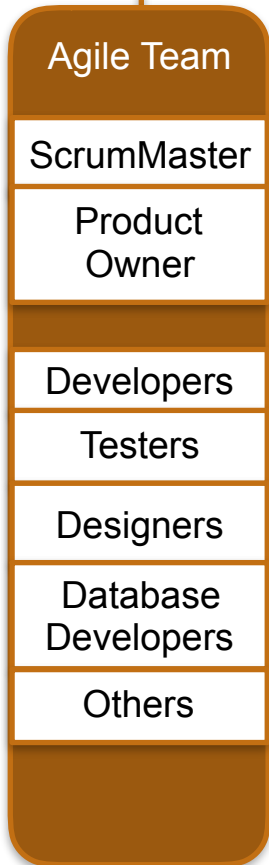 Agile Team
ScrumMaster
Product
Owner
Developers
Testers
Designers
Database
Developers
Others